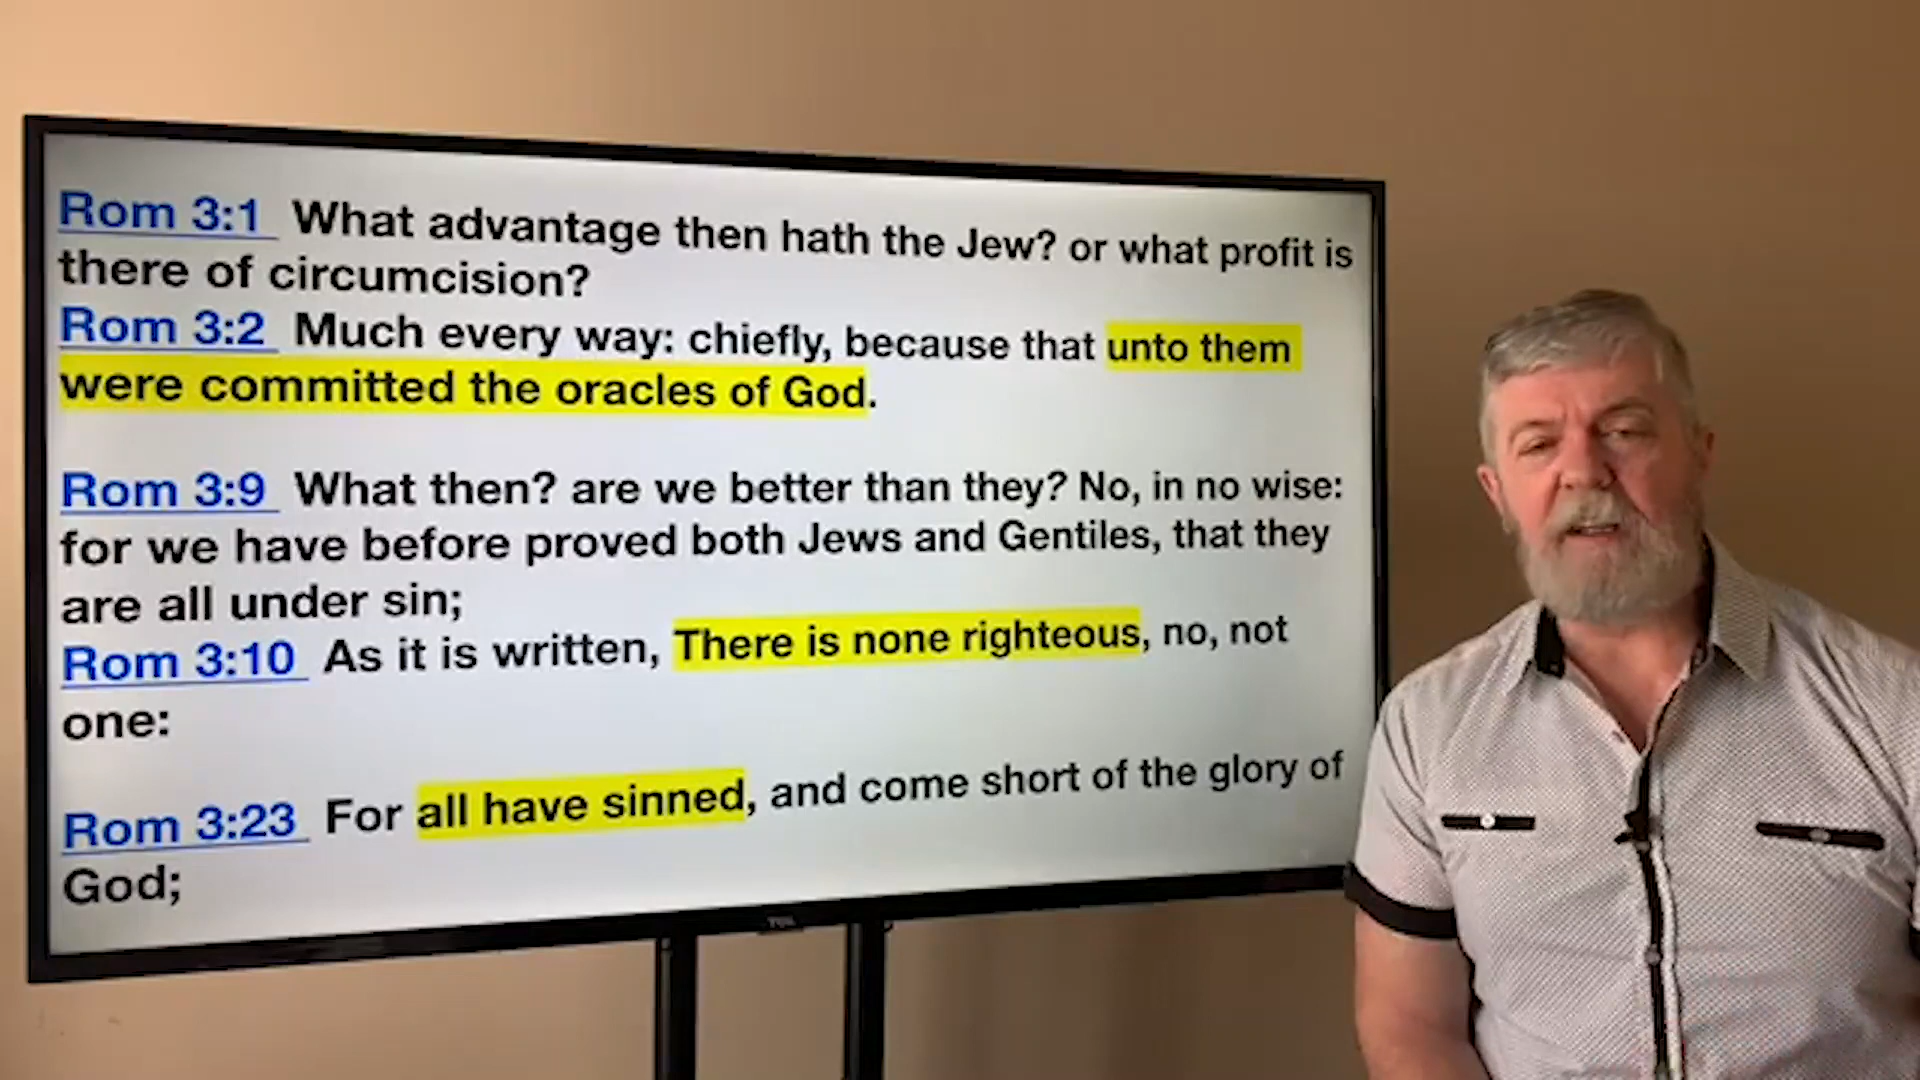 Rom 3:1 What advantage then hath the Jew? or what profit is
there of circumcision?
Rom 3:2 Much every way: chiefly, because that unto them
were committed the oracles of God.
Rom 3:9 What then? are we better than they? No, in no wise:
for we have before proved both Jews and Gentiles, that they
are all under sin;
Rom 3:10 As it is written, There is none righteous, no, not
one:
Rom 3:23 For all have sinned, and come short of the glory of
God;